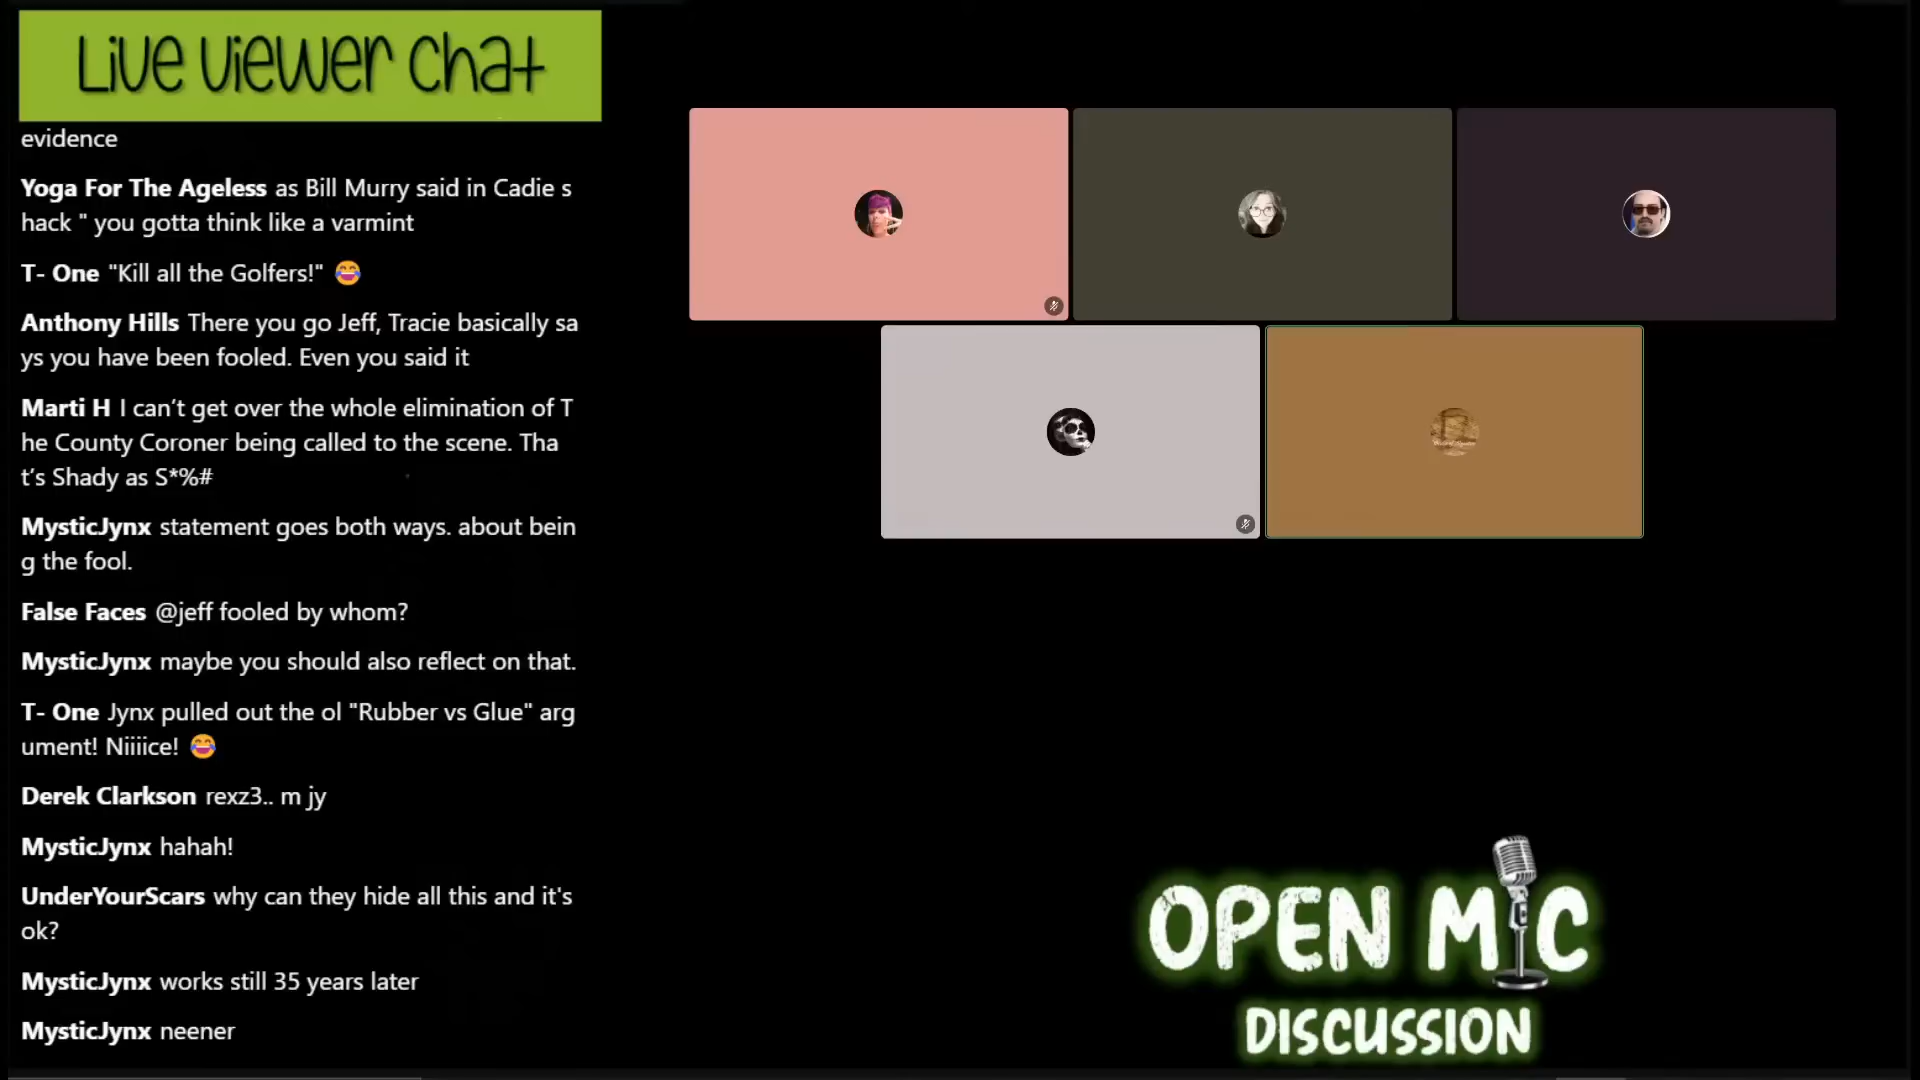 Live Viewer Chat
evidence
Yoga For The Ageless as Bill Murry said in Cadie s
hack " you gotta think like a varmint
T- One "Kill all the Golfers!" 😂
Anthony Hills There you go Jeff, Tracie basically sa
ys you have been fooled. Even you said it
Marti H I can’t get over the whole elimination of T
he County Coroner being called to the scene. Tha
t’s Shady as S*%#
MysticJynx statement goes both ways. about bein
g the fool.
False Faces @jeff fooled by whom?
MysticJynx maybe you should also reflect on that.
T- One Jynx pulled out the ol "Rubber vs Glue" arg
ument! Niiiice! 😂
Derek Clarkson rexz3.. m jy
MysticJynx hahah!
UnderYourScars why can they hide all this and it's
ok?
MysticJynx works still 35 years later
MysticJynx neener
OPEN MIC
DISCUSSION